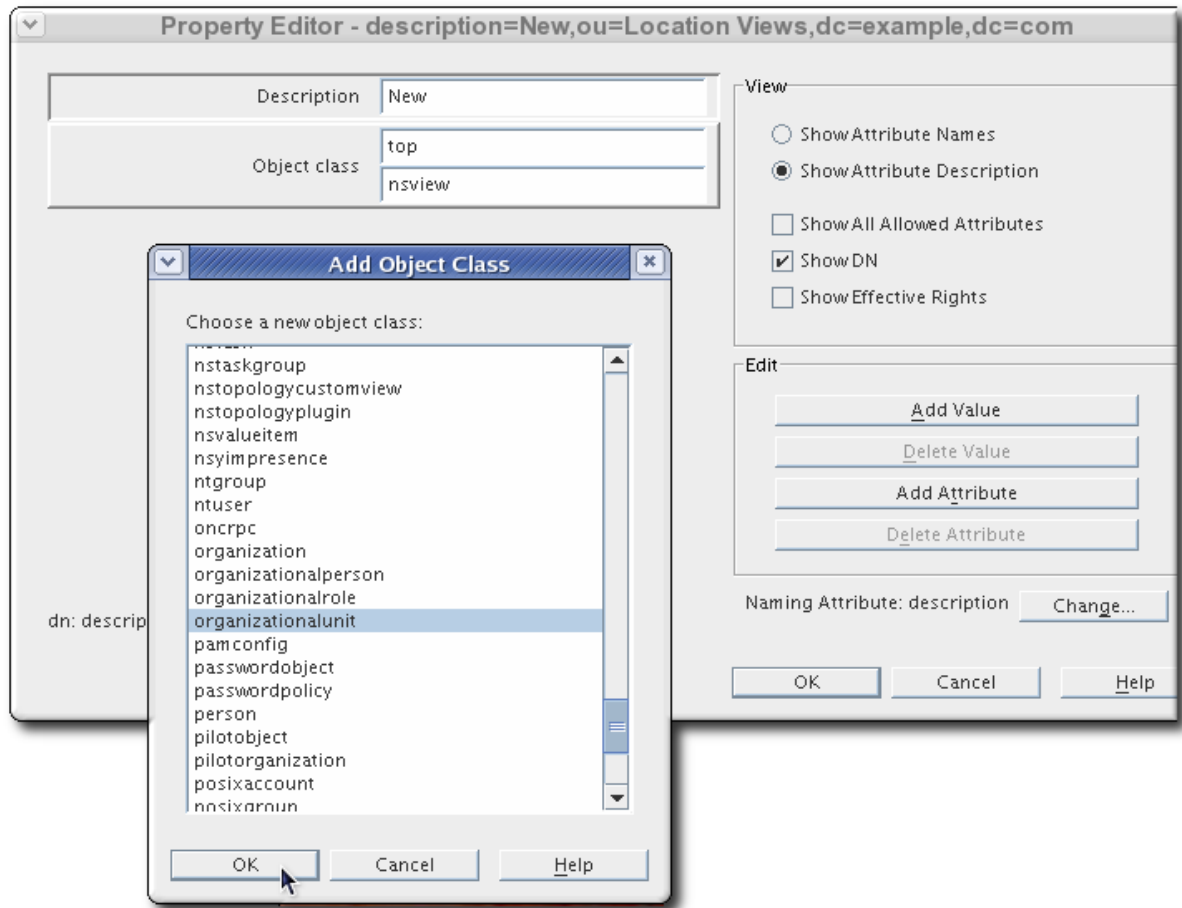 Property Editor - description=New,ou=Location Views,dc=example,dc=com
Description New
Object class top
nsview
View
Show Attribute Names
Show Attribute Description
Show All Allowed Attributes
Show DN
Show Effective Rights
Edit
Add Value
Delete Value
Add Attribute
Delete Attribute
Naming Attribute: description Change...
dn: descrip
OK Cancel Help
Add Object Class
Choose a new object class:
nstaskgroup
nstopologycustomview
nstopologyplugin
nsvalueitem
nsyimpresence
ntgroup
ntuser
oncrpc
organization
organizationalperson
organizationalrole
organizationalunit
pamconfig
passwordobject
passwordpolicy
person
pilotobject
pilotorganization
posixaccount
posixgroup
OK Cancel Help